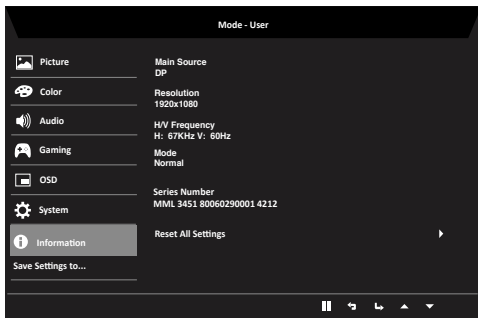 Mode - User
Picture
Color
Audio
Gaming
OSD
System
Information
Save Settings to...
Main Source
DP
Resolution
1920x1080
H/V Frequency
H: 67KHz V: 60Hz
Mode
Normal
Series Number
MML 3451 80060290001 4212
Reset All Settings